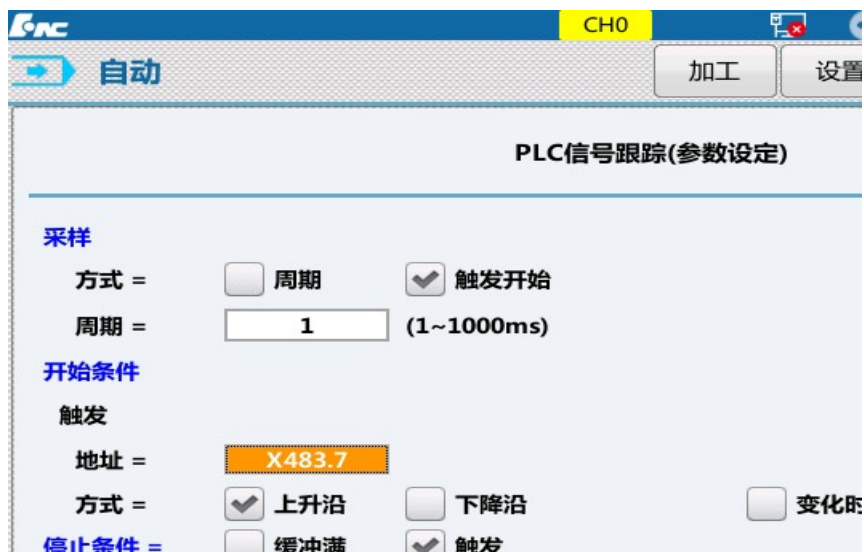 CH0
自动 加工 设置
PLC信号跟踪(参数设定)
采样
方式 = 周期 触发开始
周期 = 1 (1~1000ms)
开始条件
触发
地址 = X483.7
方式 = 上升沿 下降沿 变化时
停止条件 = 缓冲满 触发